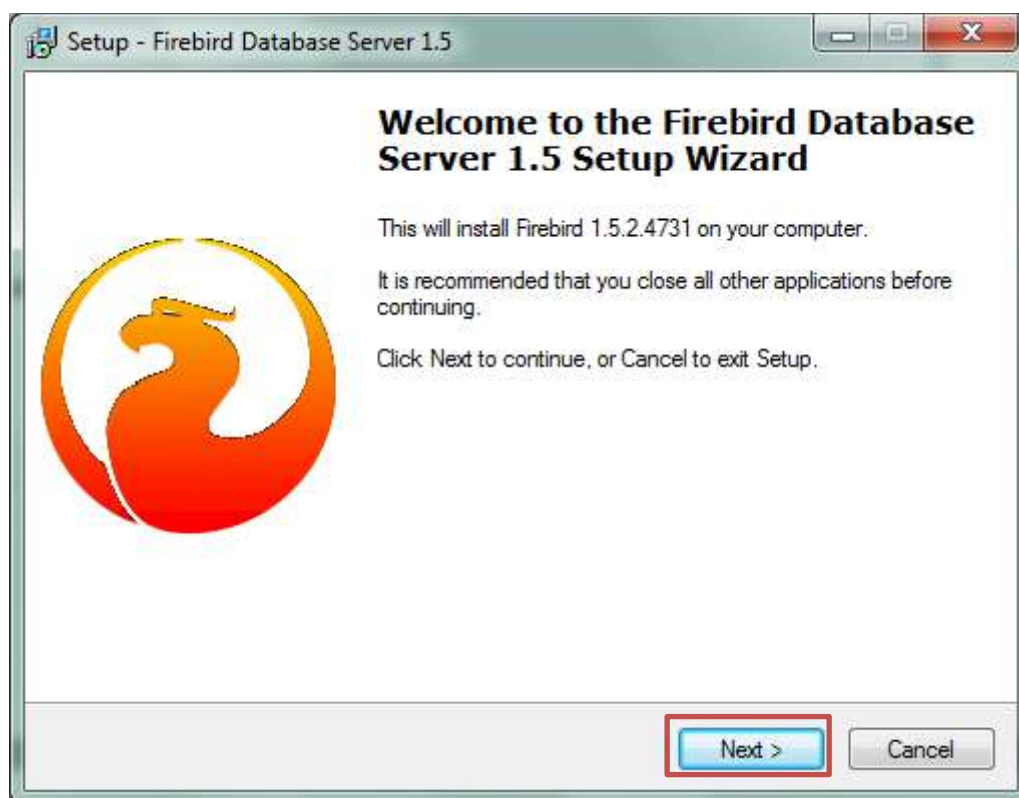 Setup - Firebird Database Server 1.5
Welcome to the Firebird Database
Server 1.5 Setup Wizard
This will install Firebird 1.5.2.4731 on your computer.
It is recommended that you close all other applications before
continuing.
Click Next to continue, or Cancel to exit Setup.
Next >
Cancel